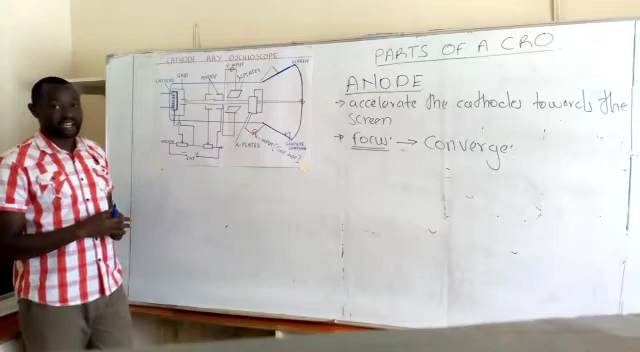 CATHODE RAY OSCILLOSCOPE
CATHODE
GRID
ANODE
Y-PLATES
X-PLATES
PARTS OF A CRO
ANODE
→ accelerate the cathodes towards the
screen
→ focus → Converge